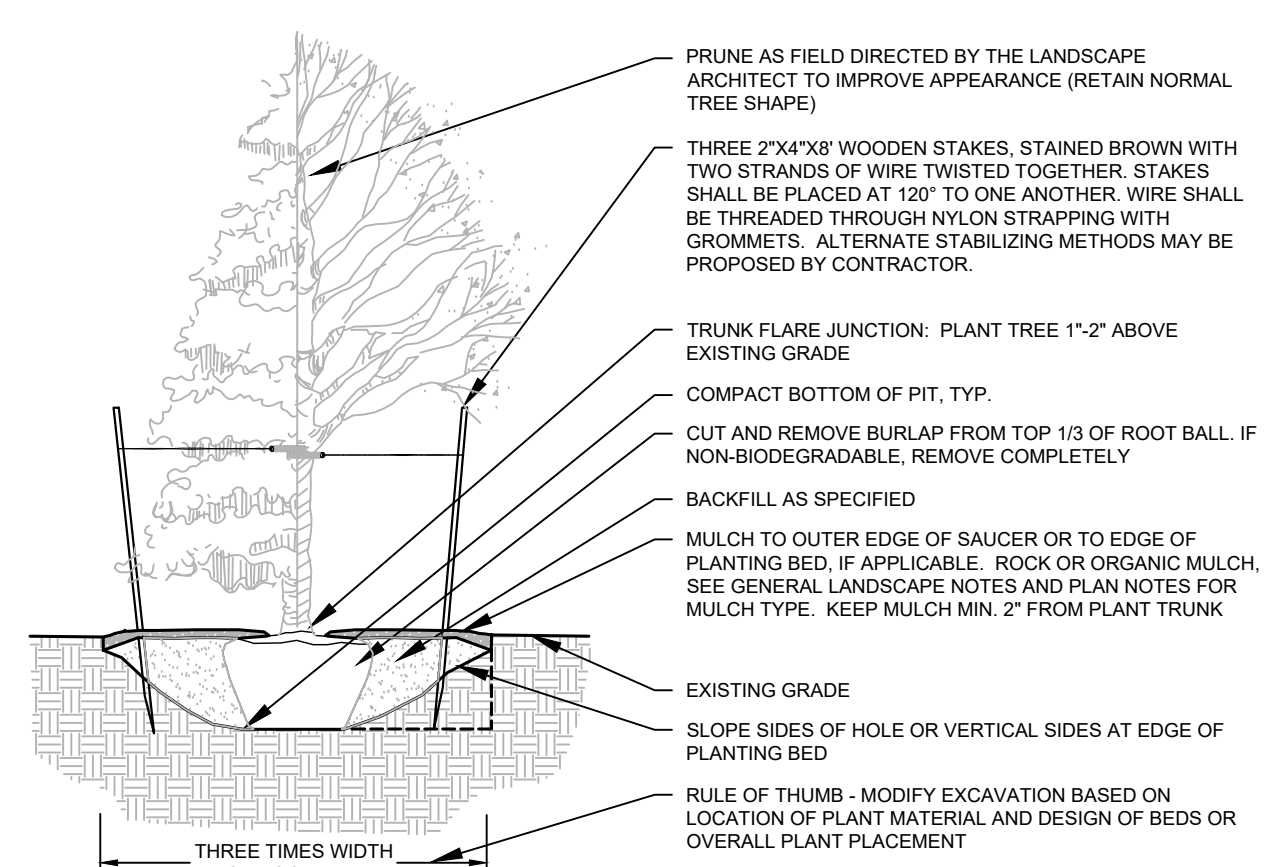 PRUNE AS FIELD DIRECTED BY THE LANDSCAPE
ARCHITECT TO IMPROVE APPEARANCE (RETAIN NORMAL
TREE SHAPE)
THREE 2"X4"X8' WOODEN STAKES, STAINED BROWN WITH
TWO STRANDS OF WIRE TWISTED TOGETHER. STAKES
SHALL BE PLACED AT 120° TO ONE ANOTHER. WIRE SHALL
BE THREADED THROUGH NYLON STRAPPING WITH
GROMMETS.  ALTERNATE STABILIZING METHODS MAY BE
PROPOSED BY CONTRACTOR.
TRUNK FLARE JUNCTION:  PLANT TREE 1"-2" ABOVE
EXISTING GRADE
COMPACT BOTTOM OF PIT, TYP.
CUT AND REMOVE BURLAP FROM TOP 1/3 OF ROOT BALL. IF
NON-BIODEGRADABLE, REMOVE COMPLETELY
BACKFILL AS SPECIFIED
MULCH TO OUTER EDGE OF SAUCER OR TO EDGE OF
PLANTING BED, IF APPLICABLE.  ROCK OR ORGANIC MULCH,
SEE GENERAL LANDSCAPE NOTES AND PLAN NOTES FOR
MULCH TYPE.  KEEP MULCH MIN. 2" FROM PLANT TRUNK
EXISTING GRADE
SLOPE SIDES OF HOLE OR VERTICAL SIDES AT EDGE OF
PLANTING BED
RULE OF THUMB - MODIFY EXCAVATION BASED ON
LOCATION OF PLANT MATERIAL AND DESIGN OF BEDS OR
OVERALL PLANT PLACEMENT
THREE TIMES WIDTH